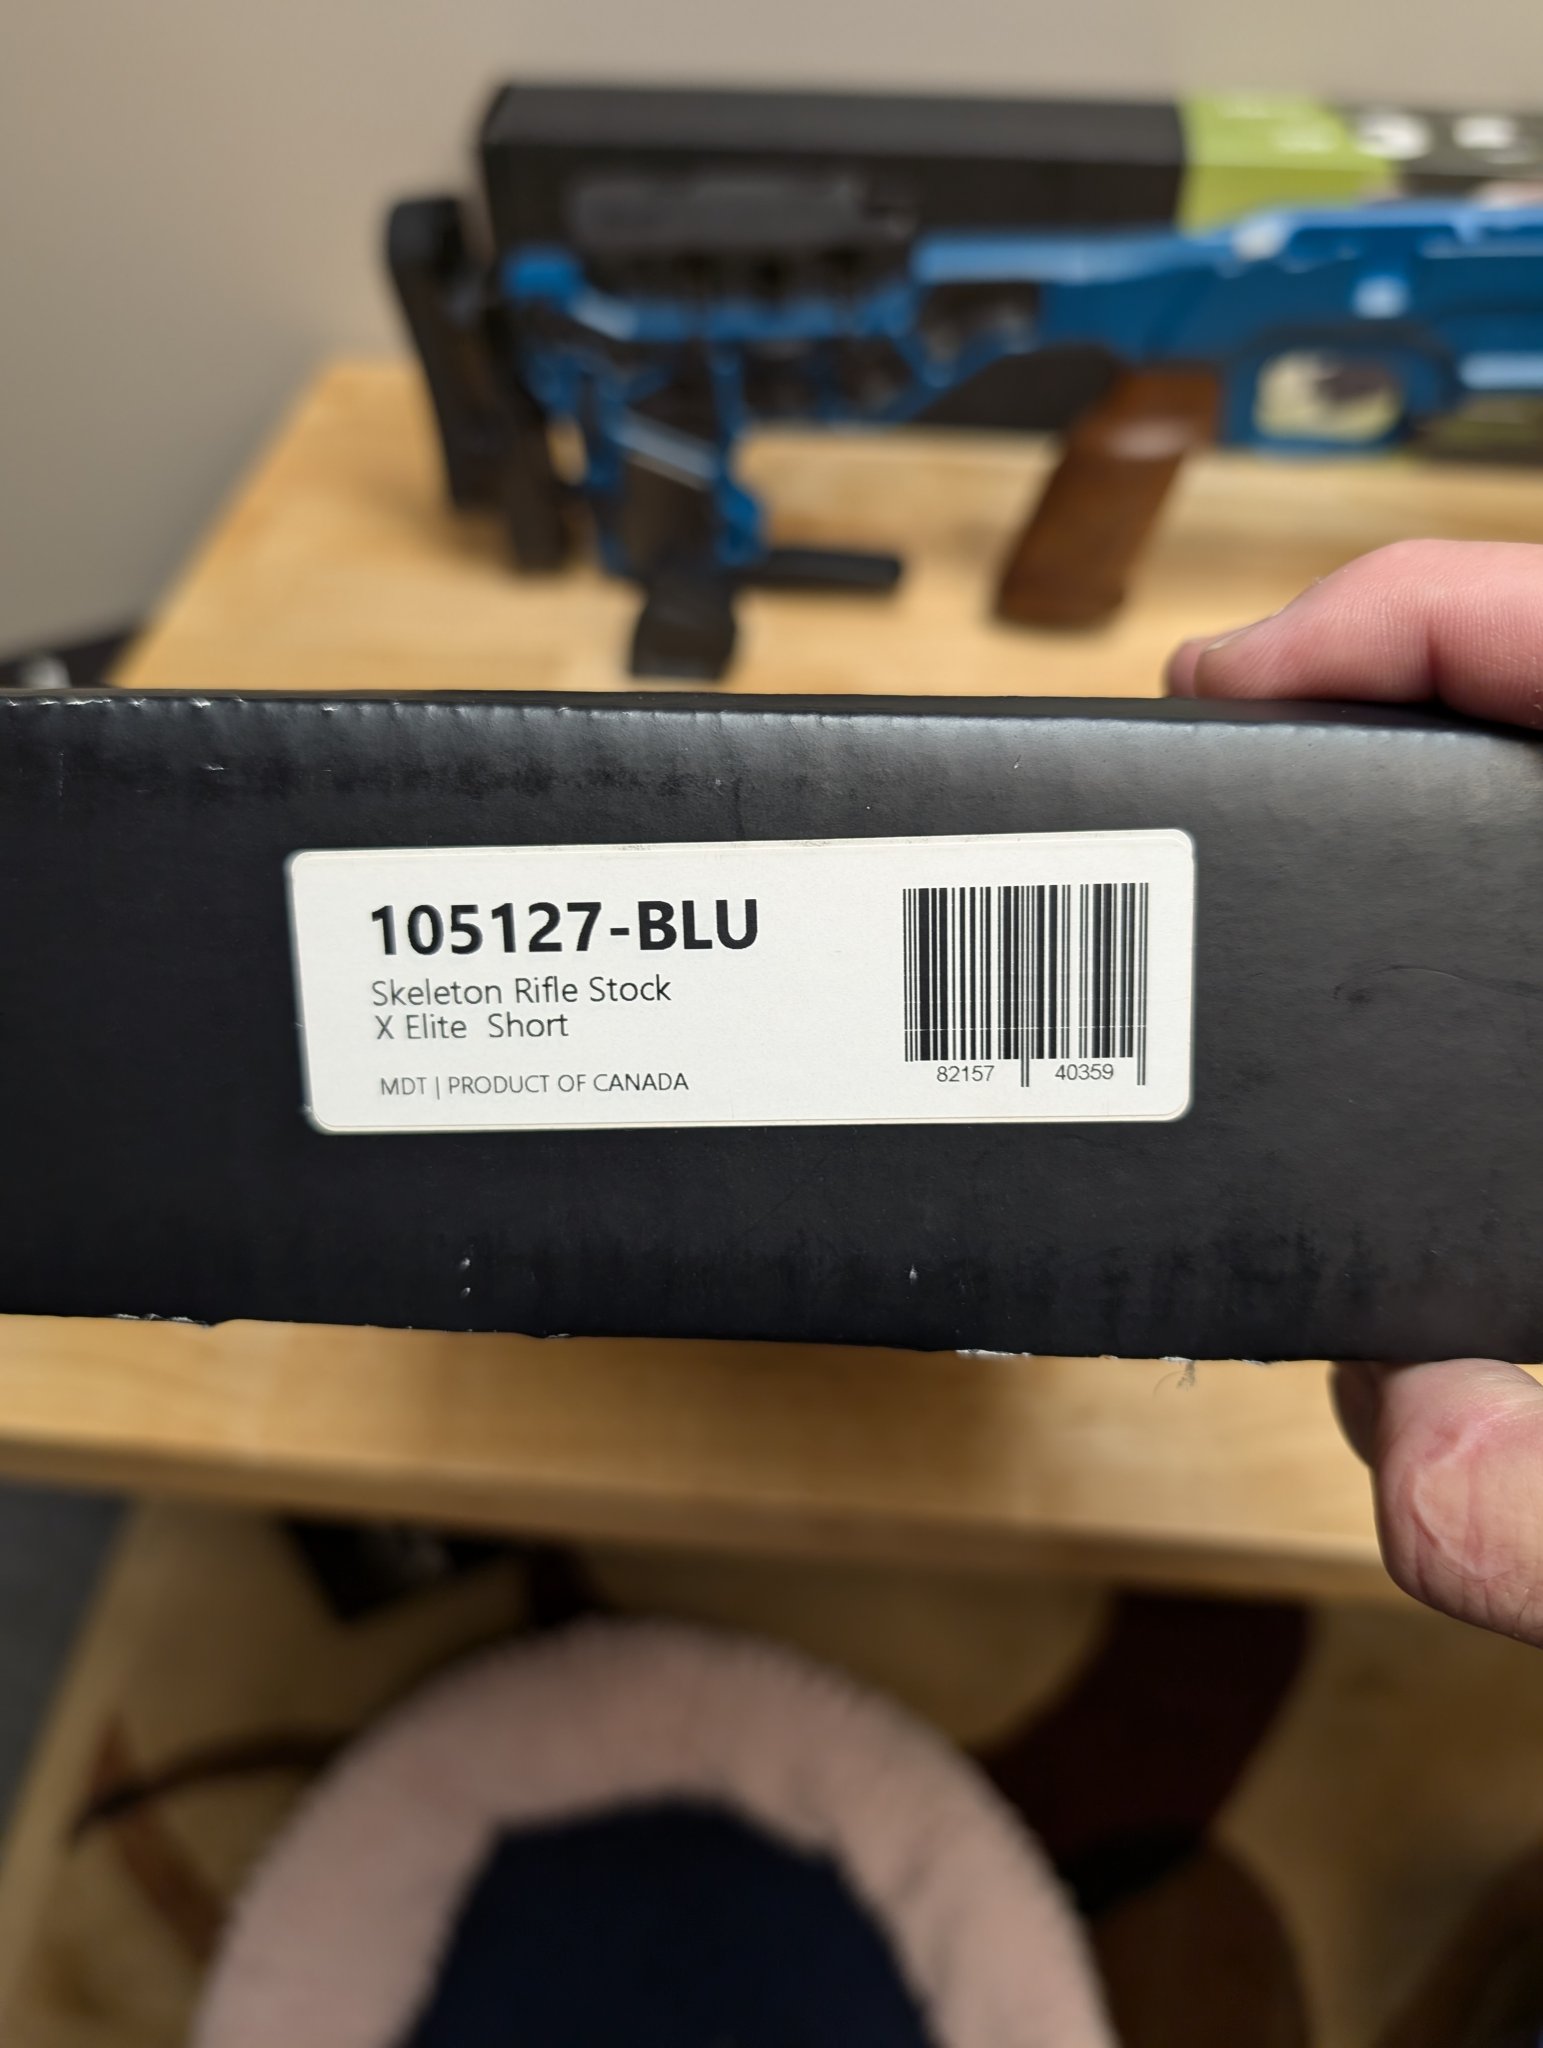 105127-BLU
Skeleton Rifle Stock
X Elite Short
MDT | PRODUCT OF CANADA
82157 40359